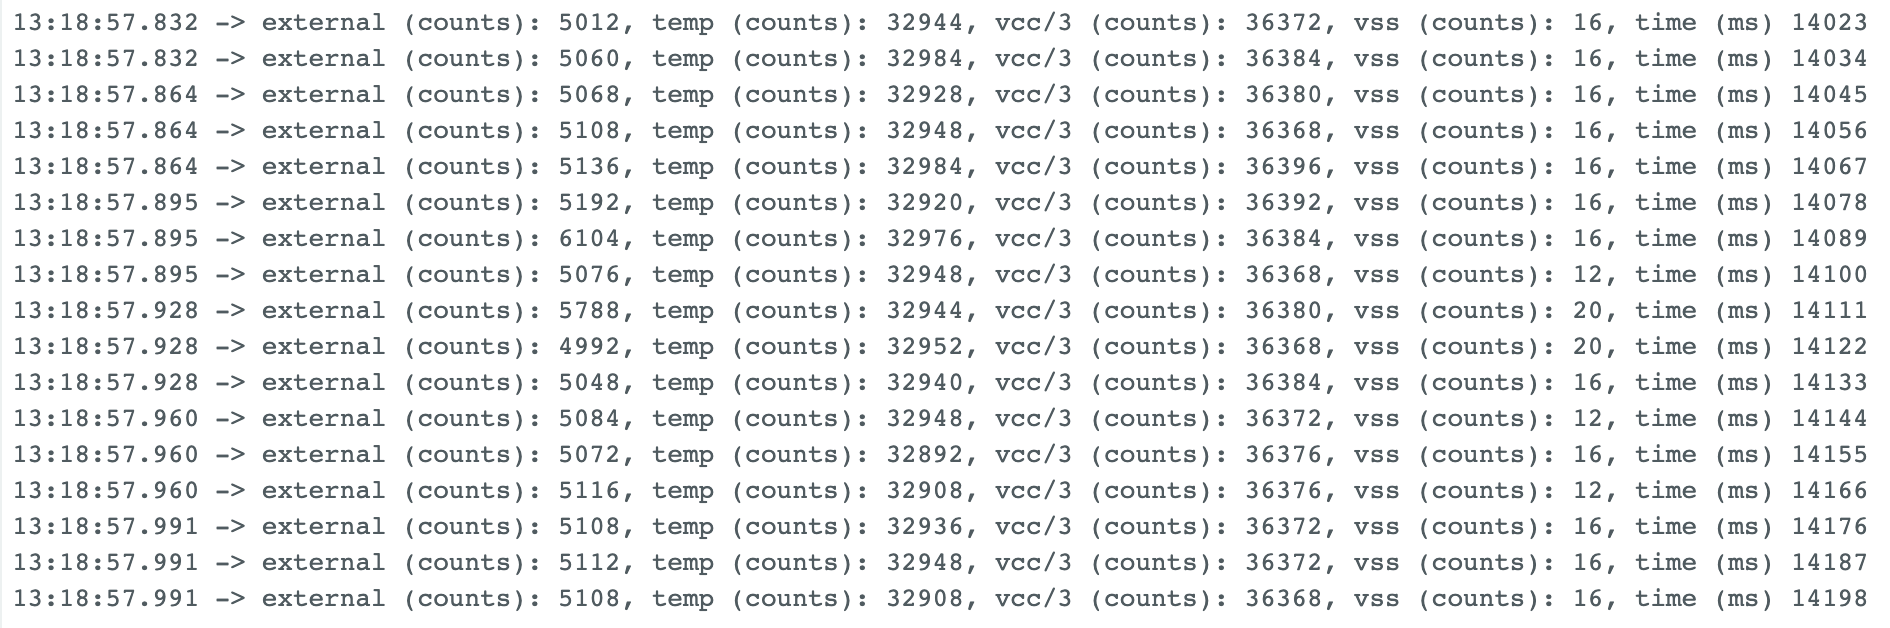 13:18:57.832 -> external (counts): 5012, temp (counts): 32944, vcc/3 (counts): 36372, vss (counts): 16, time (ms) 14023
13:18:57.832 -> external (counts): 5060, temp (counts): 32984, vcc/3 (counts): 36384, vss (counts): 16, time (ms) 14034
13:18:57.864 -> external (counts): 5068, temp (counts): 32928, vcc/3 (counts): 36380, vss (counts): 16, time (ms) 14045
13:18:57.864 -> external (counts): 5108, temp (counts): 32948, vcc/3 (counts): 36368, vss (counts): 16, time (ms) 14056
13:18:57.864 -> external (counts): 5136, temp (counts): 32984, vcc/3 (counts): 36396, vss (counts): 16, time (ms) 14067
13:18:57.895 -> external (counts): 5192, temp (counts): 32920, vcc/3 (counts): 36392, vss (counts): 16, time (ms) 14078
13:18:57.895 -> external (counts): 6104, temp (counts): 32976, vcc/3 (counts): 36384, vss (counts): 16, time (ms) 14089
13:18:57.895 -> external (counts): 5076, temp (counts): 32948, vcc/3 (counts): 36368, vss (counts): 12, time (ms) 14100
13:18:57.928 -> external (counts): 5788, temp (counts): 32944, vcc/3 (counts): 36380, vss (counts): 20, time (ms) 14111
13:18:57.928 -> external (counts): 4992, temp (counts): 32952, vcc/3 (counts): 36368, vss (counts): 20, time (ms) 14122
13:18:57.928 -> external (counts): 5048, temp (counts): 32940, vcc/3 (counts): 36384, vss (counts): 16, time (ms) 14133
13:18:57.960 -> external (counts): 5084, temp (counts): 32948, vcc/3 (counts): 36372, vss (counts): 12, time (ms) 14144
13:18:57.960 -> external (counts): 5072, temp (counts): 32892, vcc/3 (counts): 36376, vss (counts): 16, time (ms) 14155
13:18:57.960 -> external (counts): 5116, temp (counts): 32908, vcc/3 (counts): 36376, vss (counts): 12, time (ms) 14166
13:18:57.991 -> external (counts): 5108, temp (counts): 32936, vcc/3 (counts): 36372, vss (counts): 16, time (ms) 14176
13:18:57.991 -> external (counts): 5112, temp (counts): 32948, vcc/3 (counts): 36372, vss (counts): 16, time (ms) 14187
13:18:57.991 -> external (counts): 5108, temp (counts): 32908, vcc/3 (counts): 36368, vss (counts): 16, time (ms) 14198